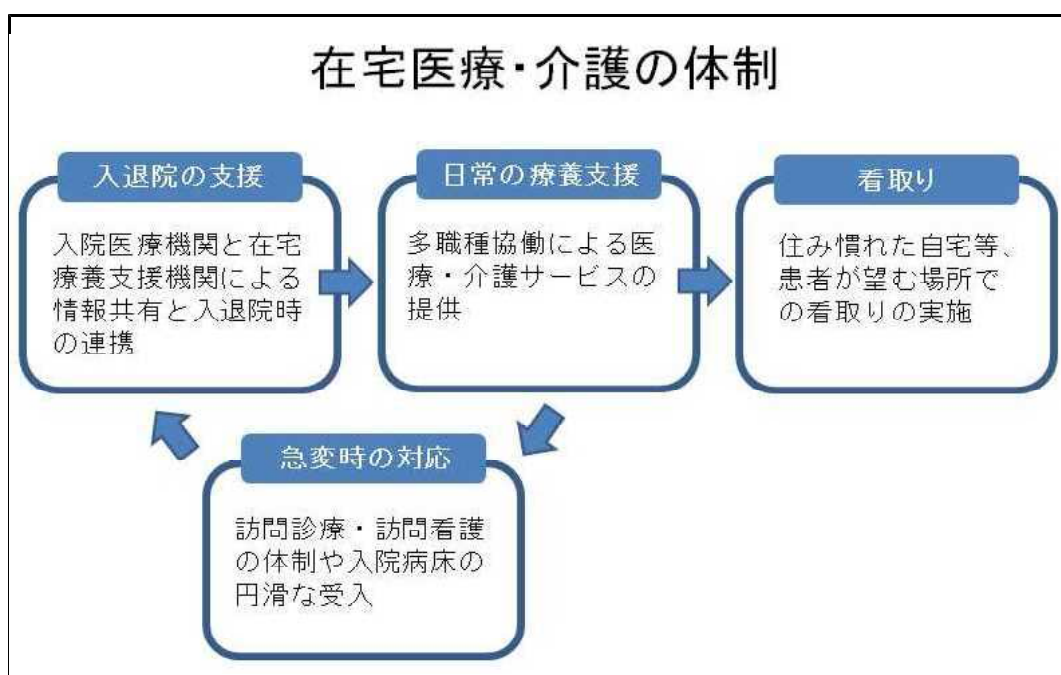 在宅医療・介護の体制
入退院の支援
入院医療機関と在宅
療養支援機関による
情報共有と入退院時
の連携
日常の療養支援
多職種協働による医
療・介護サービスの
提供
看取り
住み慣れた自宅等、
患者が望む場所で
の看取りの実施
急変時の対応
訪問診療・訪問看護
の体制や入院病床の
円滑な受入